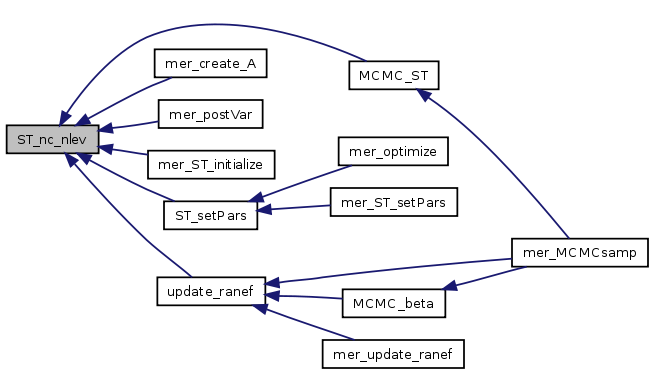 mer_create_A
MCMC_ST
mer_postVar
ST_nc_nlev
mer_optimize
mer_ST_initialize
mer_ST_setPars
ST_setPars
mer_MCMCsamp
update_ranef
MCMC_beta
mer_update_ranef